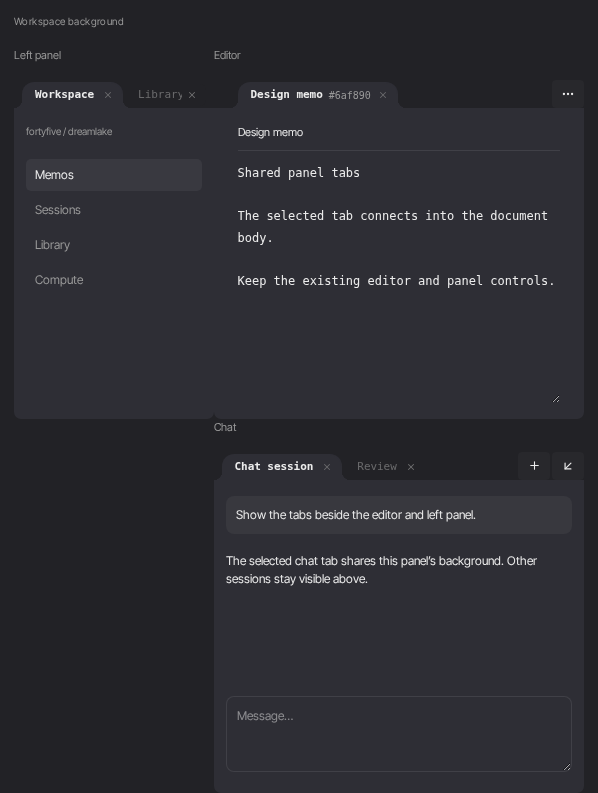 Workspace background
Left panel
Editor
Workspace ×
Library ×
Design memo #6af890 ×
···
fortyfive / dreamlake
Memos
Sessions
Library
Compute
Design memo
Shared panel tabs
The selected tab connects into the document
body.
Keep the existing editor and panel controls.
Chat
Chat session ×
Review ×
+
Show the tabs beside the editor and left panel.
The selected chat tab shares this panel's background. Other
sessions stay visible above.
Message...